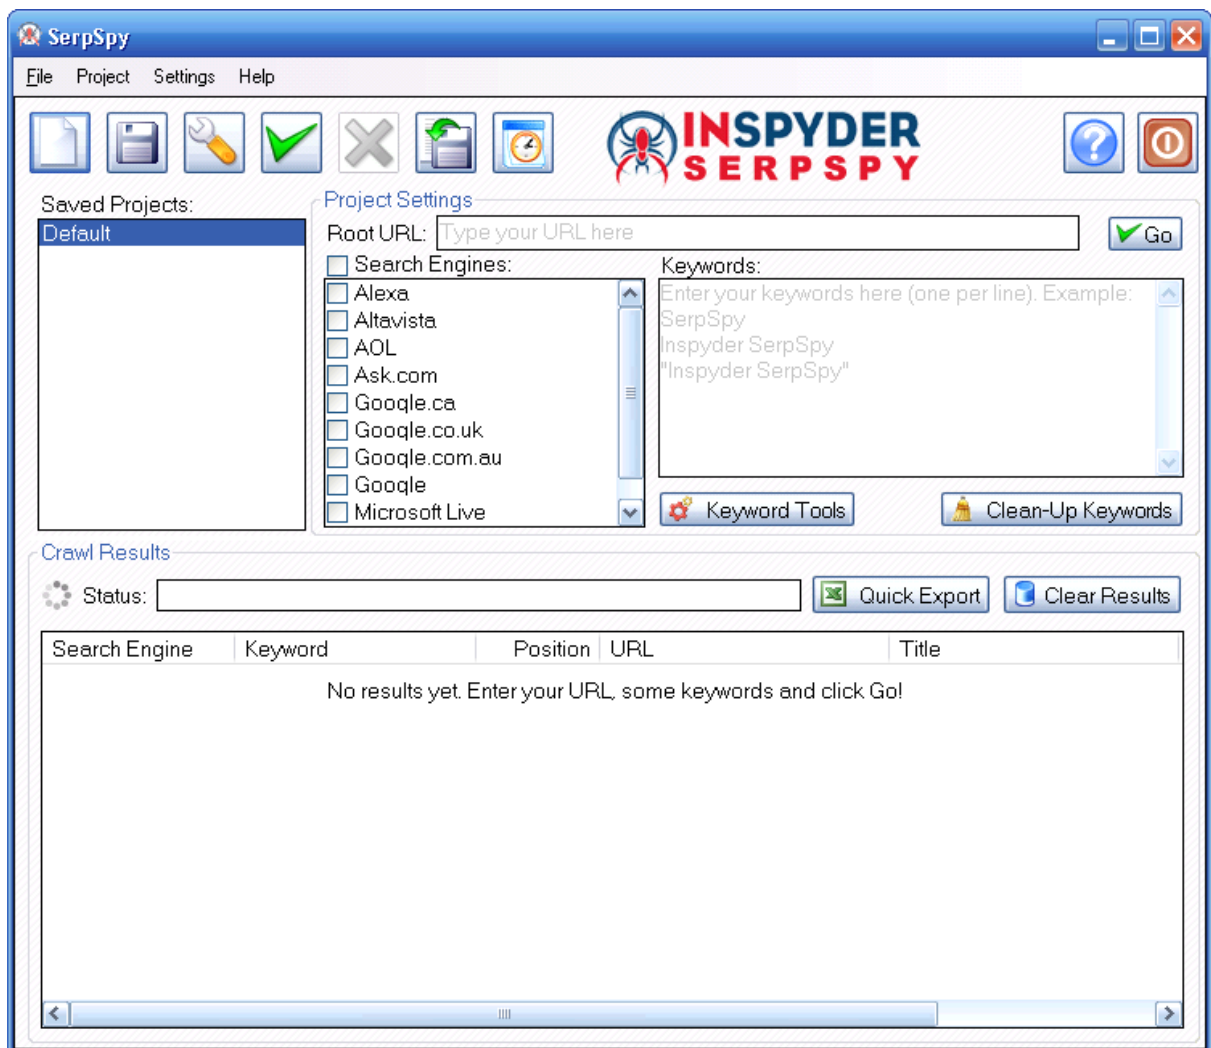 SerpSpy
File Project Settings Help
INSPYDER
SERPSPY
Saved Projects:
Default
Project Settings
Root URL: Type your URL here Go
Search Engines:
Alexa
Altavista
AOL
Ask.com
Google.ca
Google.co.uk
Google.com.au
Google
Microsoft Live
Keywords:
Enter your keywords here (one per line). Example:
SerpSpy
Inspyder SerpSpy
"Inspyder SerpSpy"
Keyword Tools Clean-Up Keywords
Crawl Results
Status: Quick Export Clear Results
Search Engine Keyword Position URL Title
No results yet. Enter your URL, some keywords and click Go!